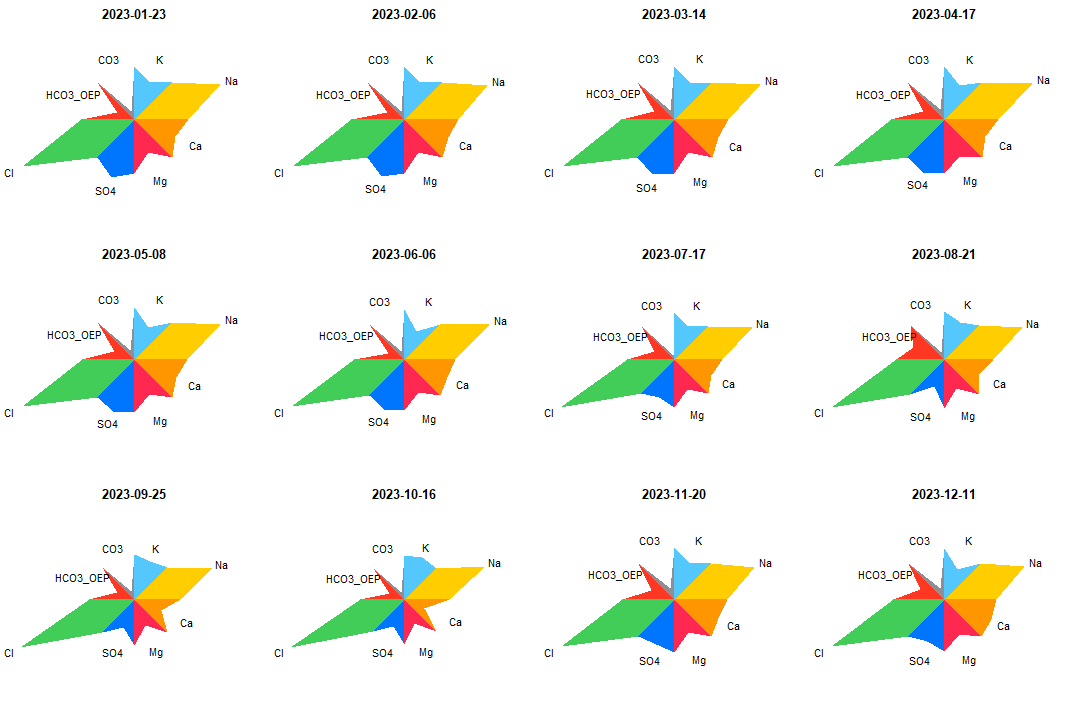 2023-01-23 2023-02-06 2023-03-14 2023-04-17
CO3 K CO3 K CO3 K CO3 K
Na Na Na Na
HCO3_OEP HCO3_OEP HCO3_OEP HCO3_OEP
Ca Ca Ca Ca
Cl Cl Cl Cl
Mg Mg Mg Mg
SO4 SO4 SO4 SO4
2023-05-08 2023-06-06 2023-07-17 2023-08-21
CO3 K CO3 K CO3 K CO3 K
Na Na Na Na
HCO3_OEP HCO3_OEP HCO3_OEP HCO3_OEP
Ca Ca Ca Ca
Cl Cl Cl Cl
SO4 Mg SO4 Mg SO4 Mg SO4 Mg
2023-09-25 2023-10-16 2023-11-20 2023-12-11
CO3 K CO3 K CO3 K CO3 K
Na Na Na Na
HCO3_OEP HCO3_OEP HCO3_OEP HCO3_OEP
Ca Ca Ca Ca
Cl SO4 Mg Cl SO4 Mg Cl SO4 Mg Cl SO4 Mg